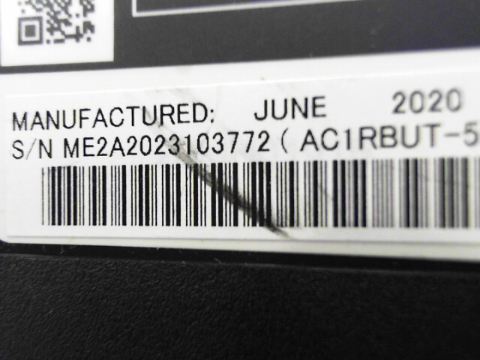 MANUFACTURED: JUNE 2020
S/N ME2A2023103772 ( AC1RBUT-5